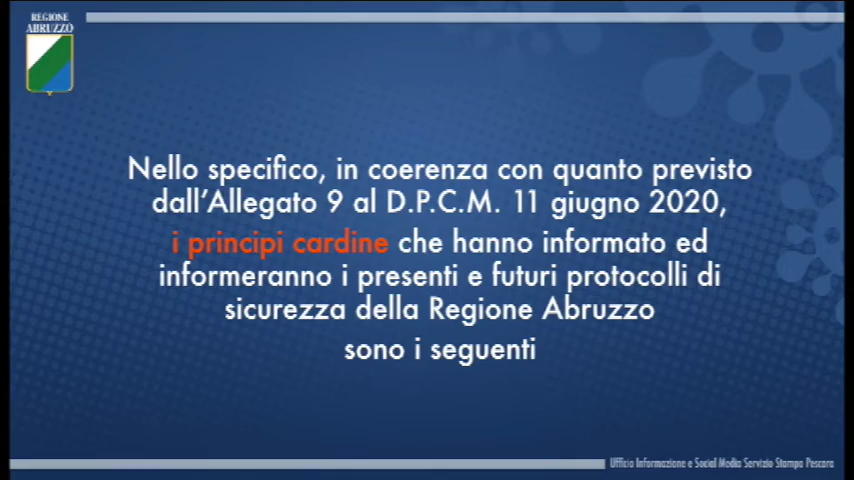 REGIONE
ABRUZZO
Nello specifico, in coerenza con quanto previsto
dall'Allegato 9 al D.P.C.M. 11 giugno 2020,
i principi cardine che hanno informato ed
informeranno i presenti e futuri protocolli di
sicurezza della Regione Abruzzo
sono i seguenti
Ufficio Informazione e Social Media Servizio Stampa Pescara